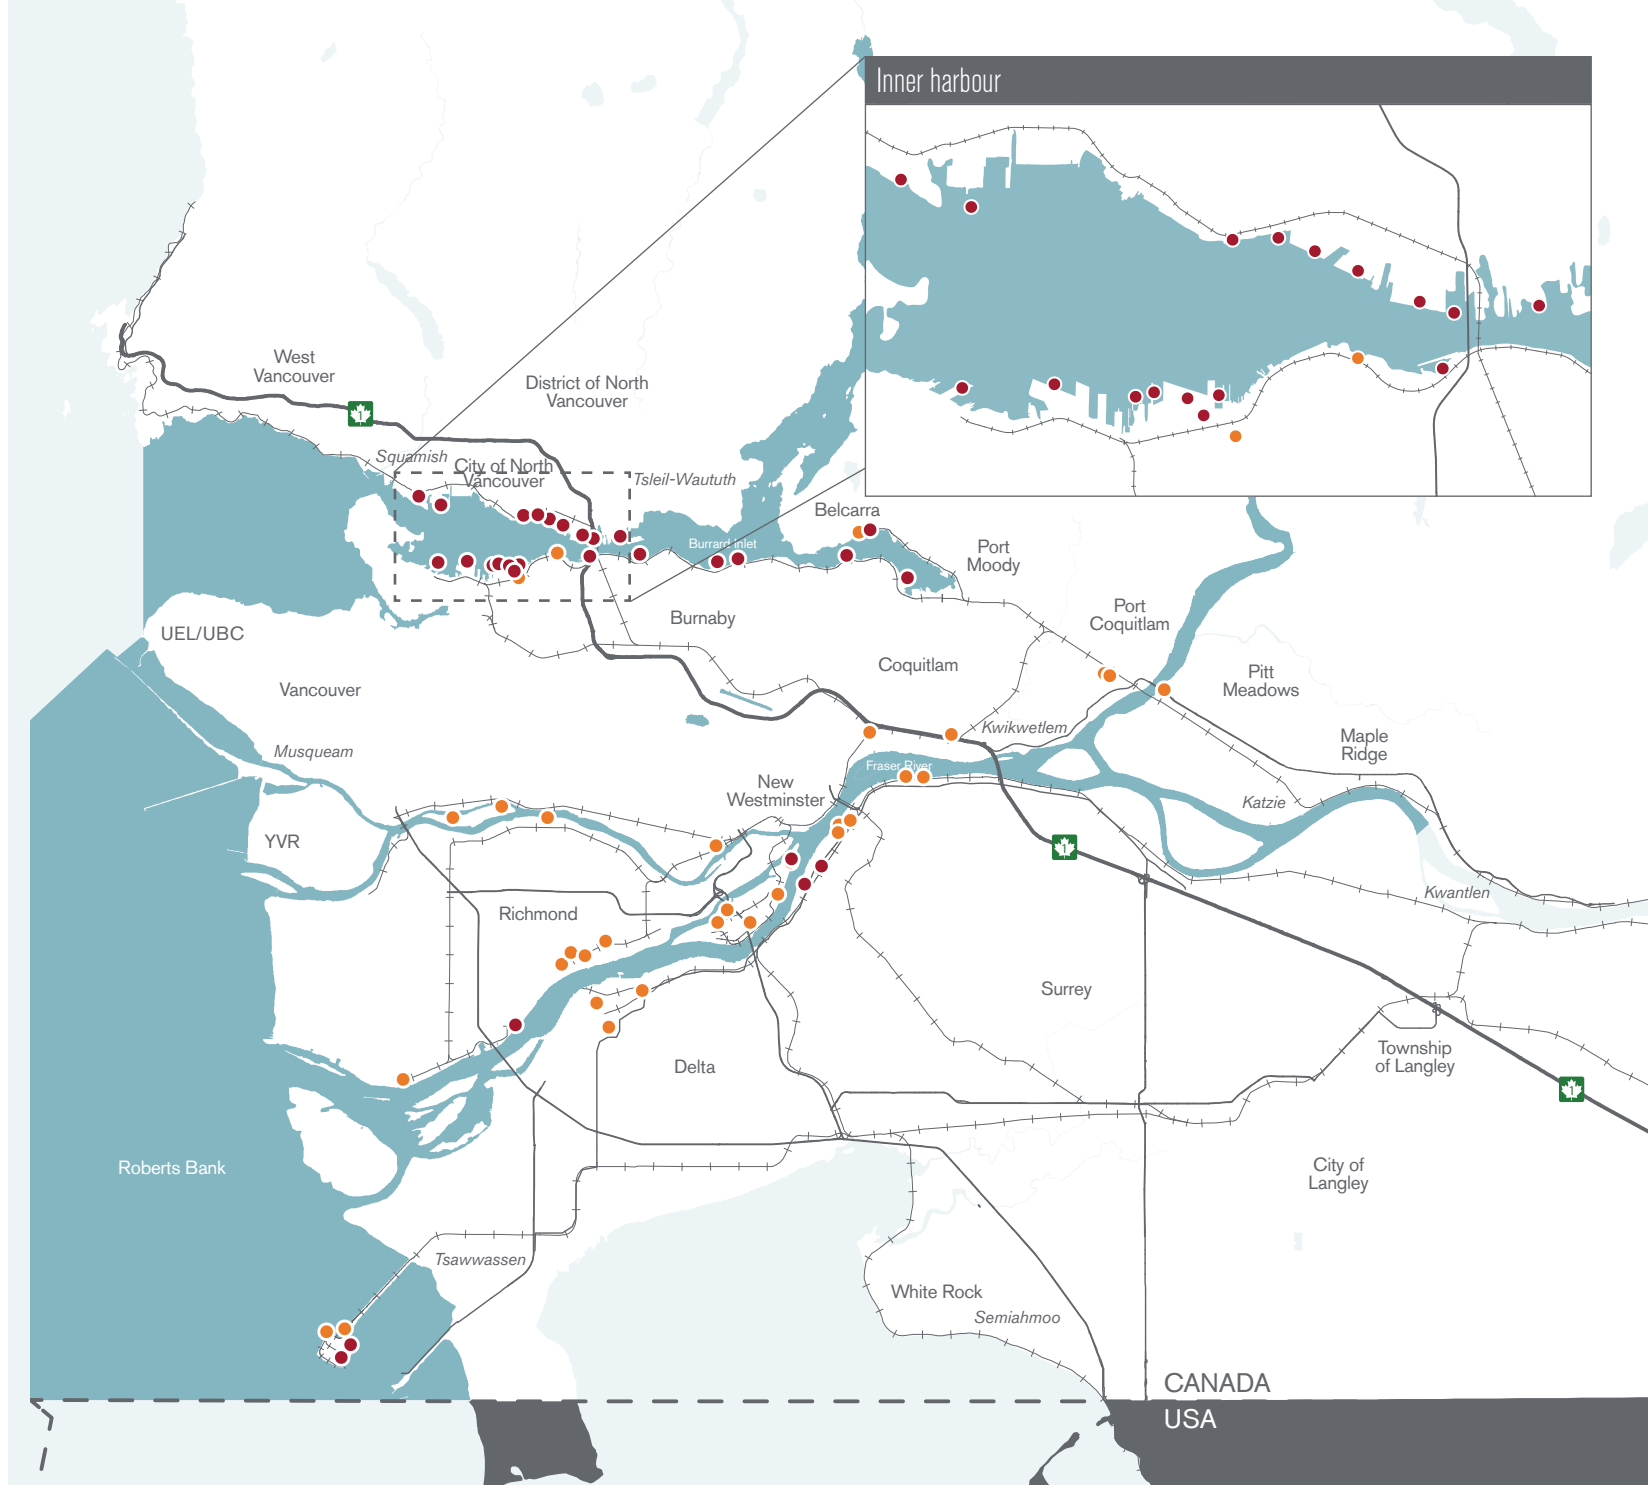 Inner harbour
West
Vancouver
District of North
Vancouver
1
Squamish
City of North
Vancouver
Tsleil-Waututh
Belcarra
Burrard Inlet
Port
Moody
Burnaby
Port
Coquitlam
UEL/UBC
Coquitlam
Pitt
Meadows
Vancouver
Kwikwetlem
Musqueam
Maple
Ridge
Fraser River
New
Westminster
Katzie
YVR
1
Kwantlen
Richmond
Surrey
Township
of Langley
Delta
1
Roberts Bank
City of
Langley
Tsawwassen
White Rock
Semiahmoo
CANADA
USA